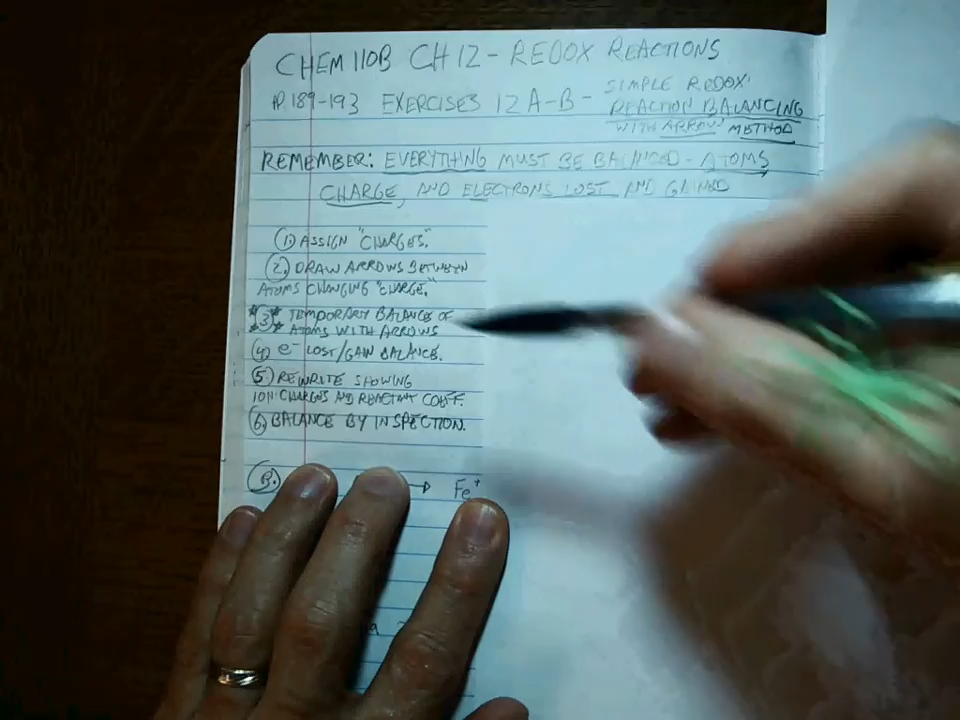 CHEM 110B CH 12 - REDOX REACTIONS
P. 189-193 EXERCISES 12 A-B - SIMPLE REDOX
REACTION BALANCING
WITH ARROW METHOD
REMEMBER: EVERYTHING MUST BE BALANCED - ATOMS
CHARGE, AND ELECTRONS LOST AND GAINED
① ASSIGN "CHARGES".
② DRAW ARROWS BETWEEN
ATOMS CHANGING "CHARGE."
*③* TEMPORARY BALANCE OF
* ATOMS WITH ARROWS
④ e⁻ LOST/GAIN BALANCE.
⑤ REWRITE SHOWING
ION CHARGES AND REACTANT COEFF.
⑥ BALANCE BY INSPECTION.
→ Fe⁺